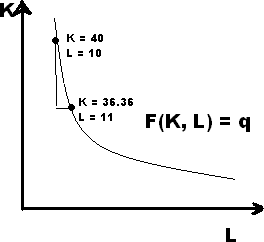 K
K = 40
L = 10
K = 36.36
L = 11
F(K, L) = q
L